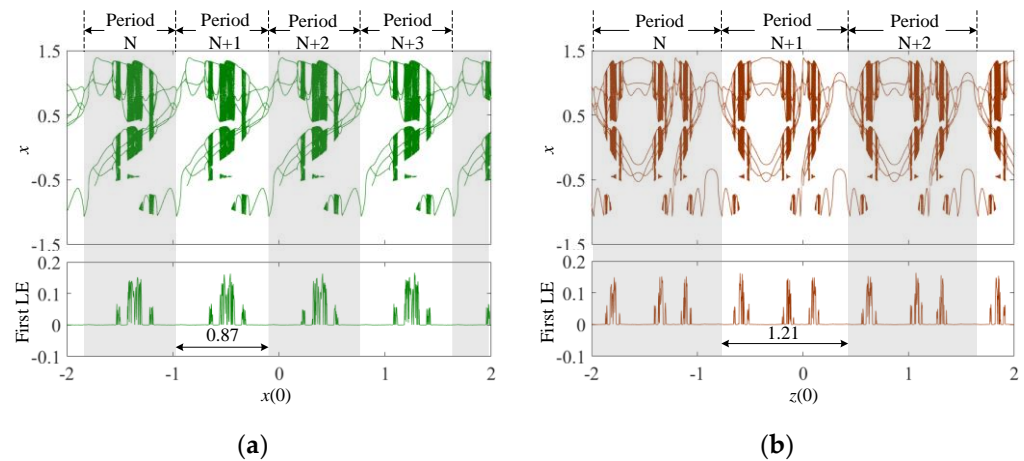 Period Period Period Period
N N+1 N+2 N+3
1.5
0.5
-0.5
-1.5
x
0.2
0.1
0
-0.1
First LE
0.87
-2 -1 0 1 2
x(0)
(a)
Period Period Period
N N+1 N+2
1.5
0.5
-0.5
-1.5
x
0.2
0.1
0
-0.1
First LE
1.21
-2 -1 0 1 2
z(0)
(b)